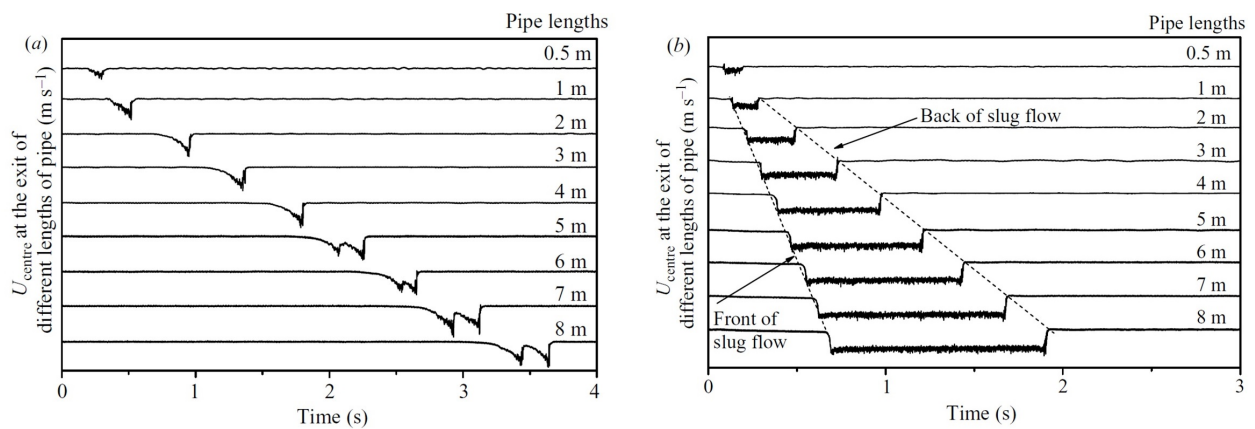 (a)
Pipe lengths
0.5 m
1 m
2 m
3 m
4 m
5 m
6 m
7 m
8 m
U centre at the exit of
different lengths of pipe (m s⁻¹)
0 1 2 3 4
Time (s)
(b)
Pipe lengths
0.5 m
1 m
Back of slug flow
2 m
3 m
4 m
5 m
6 m
7 m
Front of
slug flow
8 m
U centre at the exit of
different lengths of pipe (m s⁻¹)
0 1 2 3
Time (s)